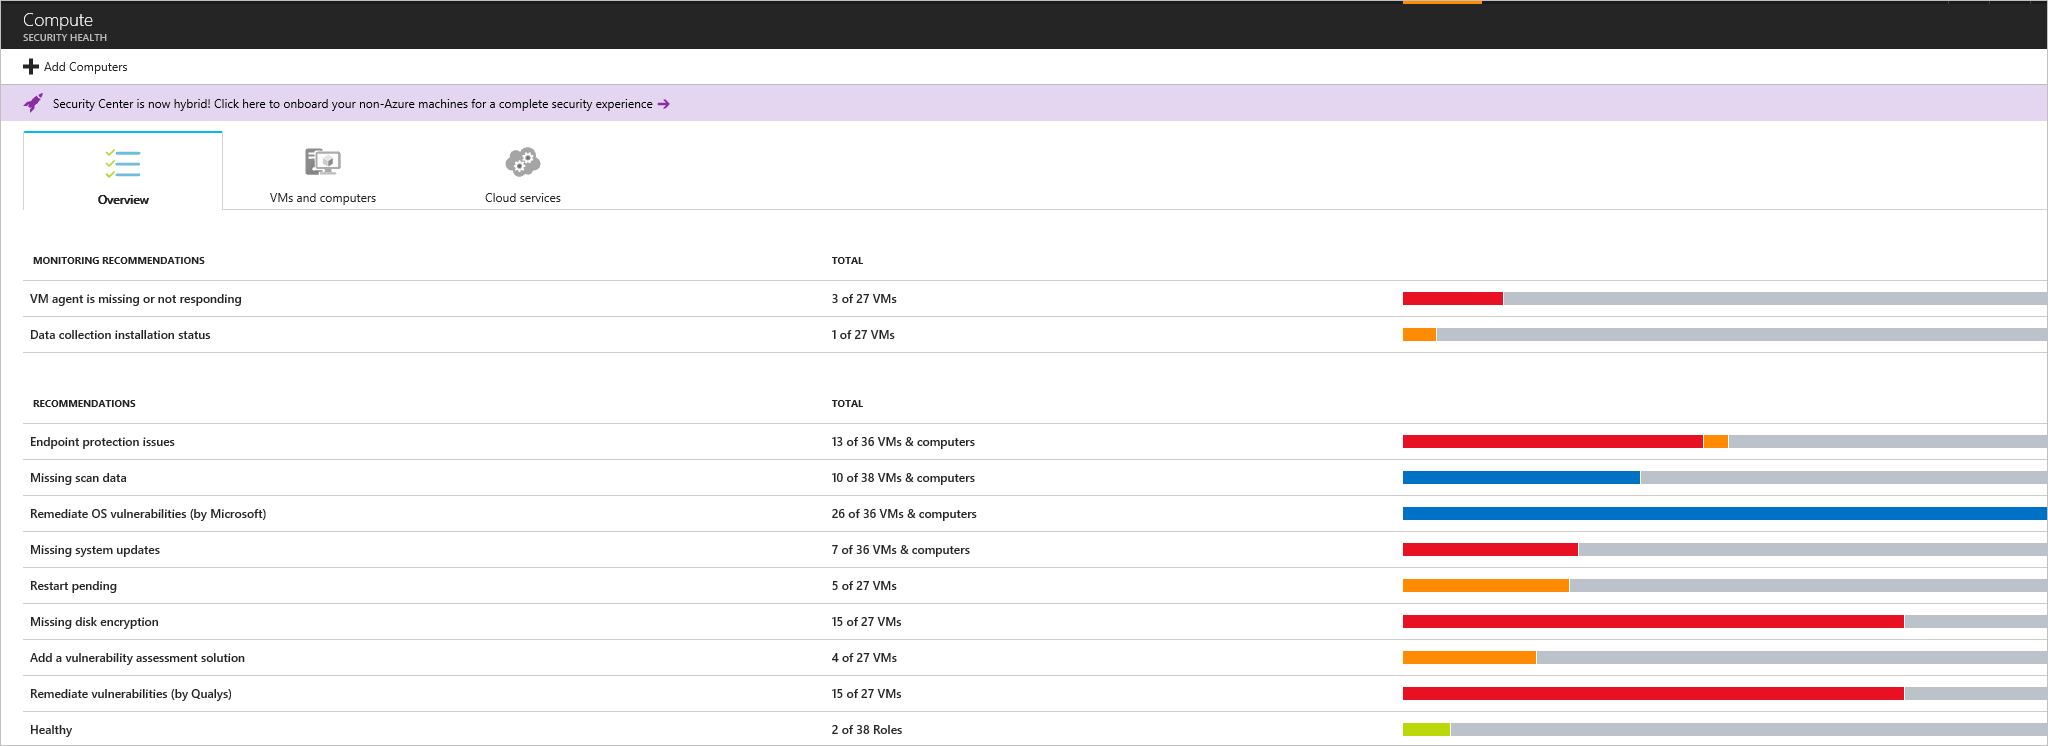 Compute
SECURITY HEALTH
Add Computers
Security Center is now hybrid! Click here to onboard your non-Azure machines for a complete security experience
Overview
VMs and computers
Cloud services
MONITORING RECOMMENDATIONS TOTAL
VM agent is missing or not responding 3 of 27 VMs
Data collection installation status 1 of 27 VMs
RECOMMENDATIONS TOTAL
Endpoint protection issues 13 of 36 VMs & computers
Missing scan data 10 of 38 VMs & computers
Remediate OS vulnerabilities (by Microsoft) 26 of 36 VMs & computers
Missing system updates 7 of 36 VMs & computers
Restart pending 5 of 27 VMs
Missing disk encryption 15 of 27 VMs
Add a vulnerability assessment solution 4 of 27 VMs
Remediate vulnerabilities (by Qualys) 15 of 27 VMs
Healthy 2 of 38 Roles